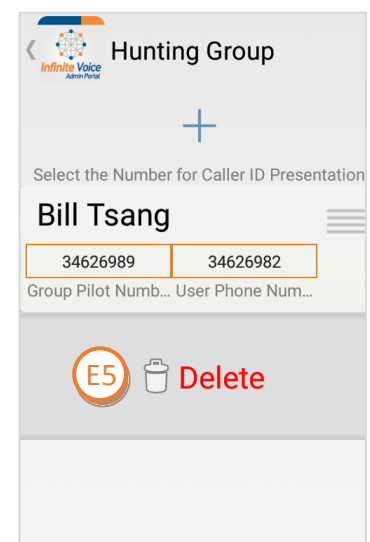 Infinite Voice
Admin Portal
Hunting Group
Select the Number for Caller ID Presentation
Bill Tsang
34626989 34626982
Group Pilot Numb... User Phone Num...
E5 Delete